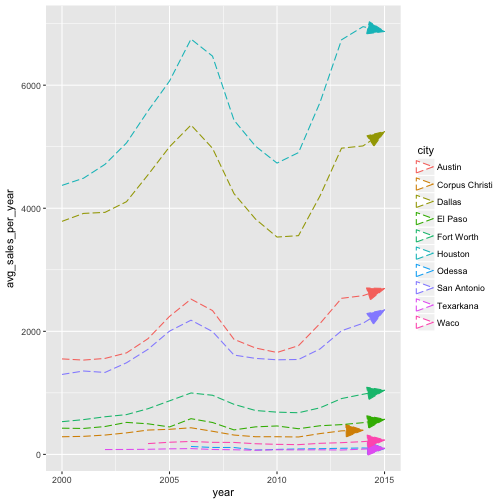 avg_sales_per_year
6000
4000
2000
0
2000
2005
2010
2015
year
city
Austin
Corpus Christi
Dallas
El Paso
Fort Worth
Houston
Odessa
San Antonio
Texarkana
Waco